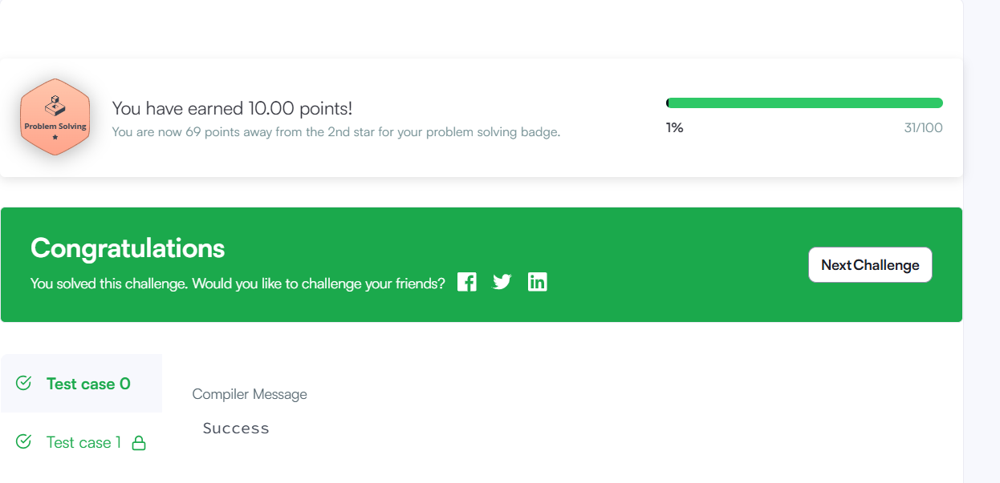 Problem Solving
You have earned 10.00 points!
You are now 69 points away from the 2nd star for your problem solving badge.
1%
31/100
Congratulations
You solved this challenge. Would you like to challenge your friends?
Next Challenge
Test case 0
Compiler Message
Success
Test case 1